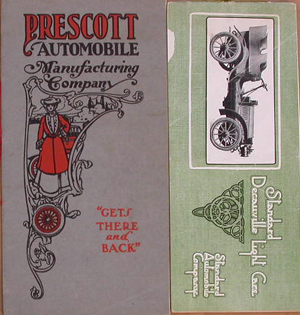 PRESCOTT
AUTOMOBILE
Manufacturing
Company
"GETS
THERE
and
BACK"
Standard
Decauville Light Cars
Standard
Automobile
Company